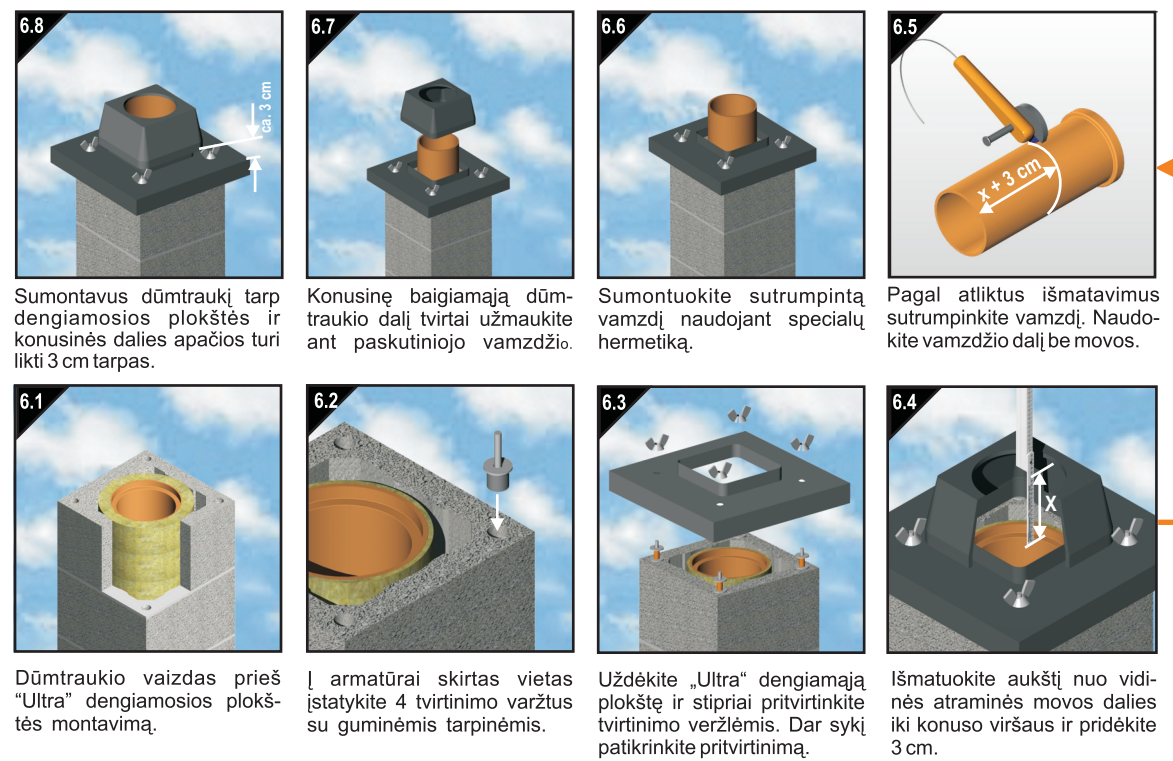 6.8
ca. 3 cm
Sumontavus dūmtraukį tarp
dengiamosios plokštės ir
konusinės dalies apačios turi
likti 3 cm tarpas.
6.7
Konusinę baigiamąją dūm-
traukio dalį tvirtai užmaukite
ant paskutiniojo vamzdžio.
6.6
Sumontuokite sutrumpintą
vamzdį naudojant specialų
hermetiką.
6.5
x + 3 cm
Pagal atliktus išmatavimus
sutrumpinkite vamzdį. Naudo-
kite vamzdžio dalį be movos.
6.1
Dūmtraukio vaizdas prieš
“Ultra” dengiamosios plokš-
tės montavimą.
6.2
Į armatūrai skirtas vietas
įstatykite 4 tvirtinimo varžtus
su guminėmis tarpinėmis.
6.3
Uždėkite „Ultra“ dengiamąją
plokštę ir stipriai pritvirtinkite
tvirtinimo veržlėmis. Dar sykį
patikrinkite pritvirtinimą.
6.4
X
Išmatuokite aukštį nuo vidi-
nės atraminės movos dalies
iki konuso viršaus ir pridėkite
3 cm.